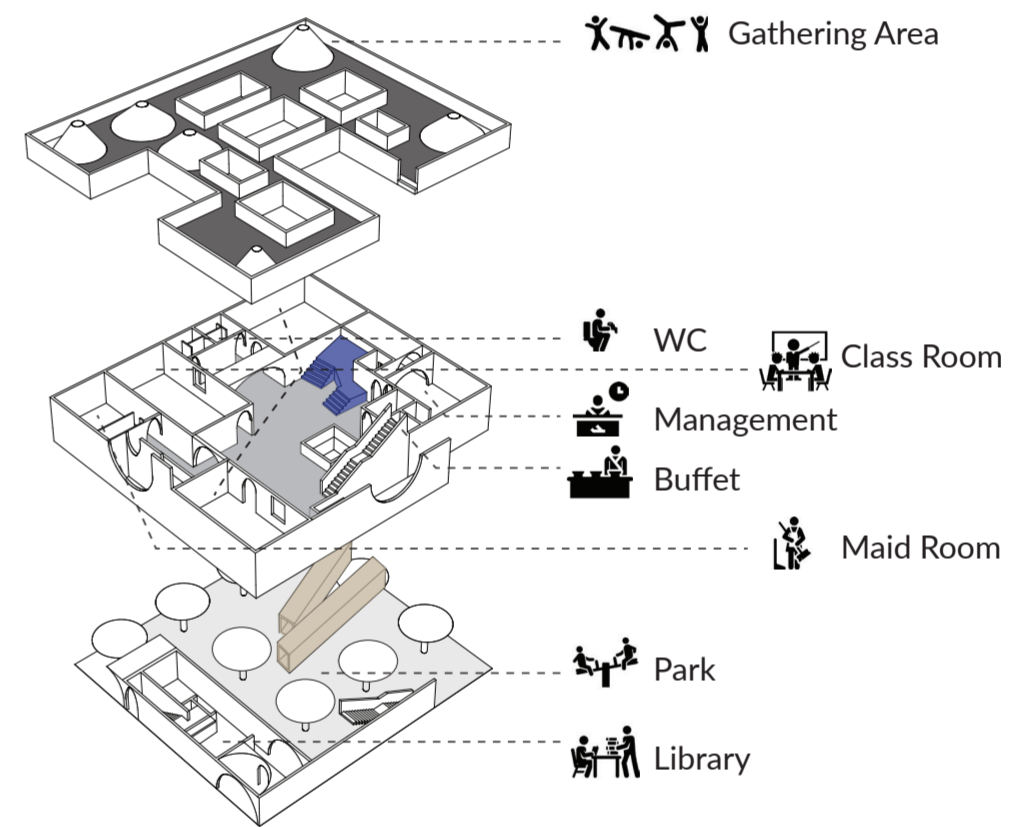 Gathering Area
WC
Class Room
Management
Buffet
Maid Room
Park
Library